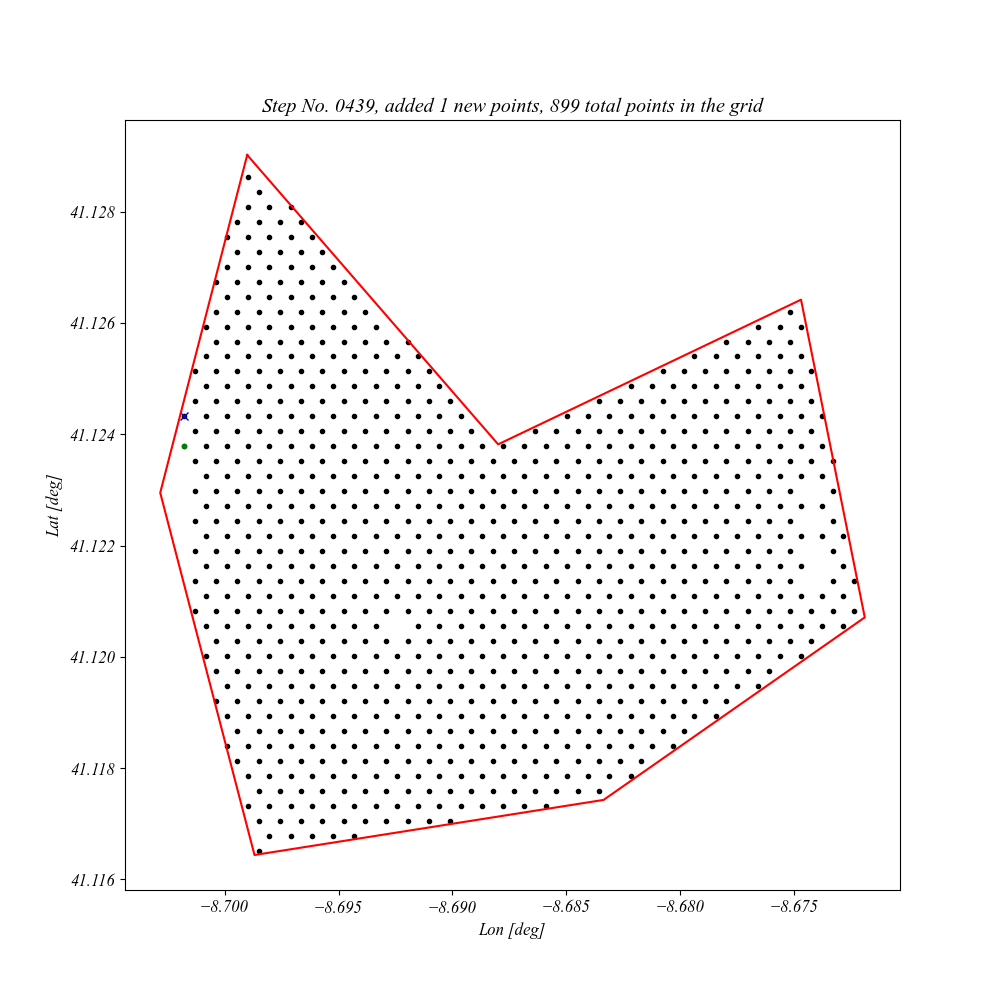 Step No. 0439, added 1 new points, 899 total points in the grid
41.128
41.126
41.124
41.122
41.120
41.118
41.116
Lat [deg]
−8.700 −8.695 −8.690 −8.685 −8.680 −8.675
Lon [deg]